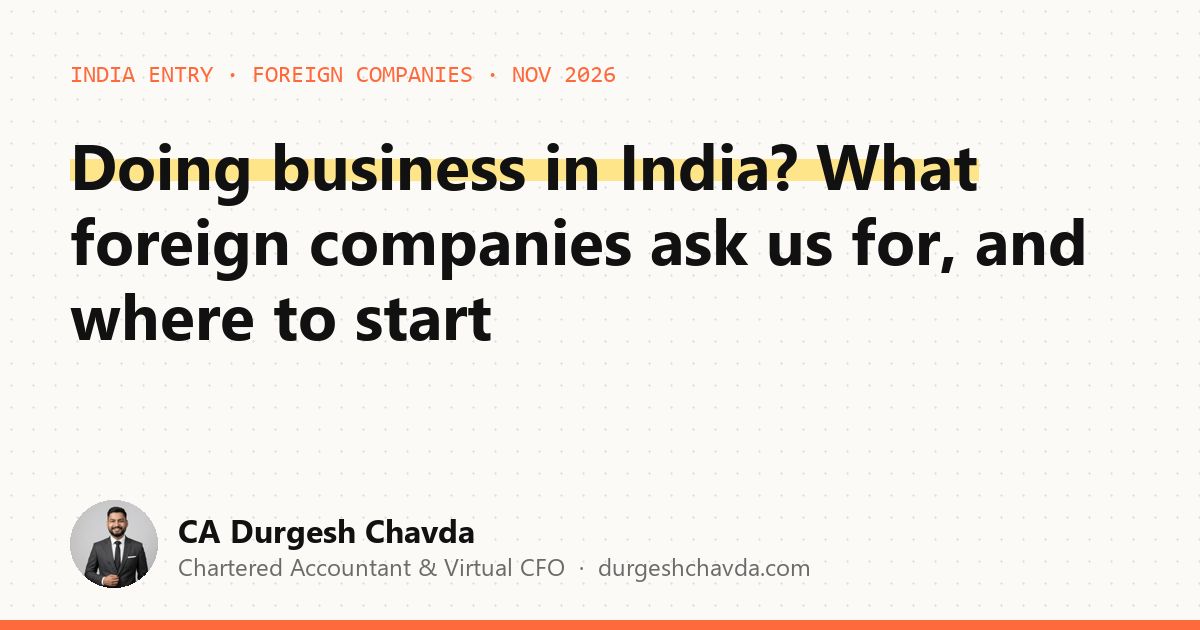 INDIA ENTRY · FOREIGN COMPANIES · NOV 2026
Doing business in India? What
foreign companies ask us for, and
where to start
CA Durgesh Chavda
Chartered Accountant & Virtual CFO · durgeshchavda.com